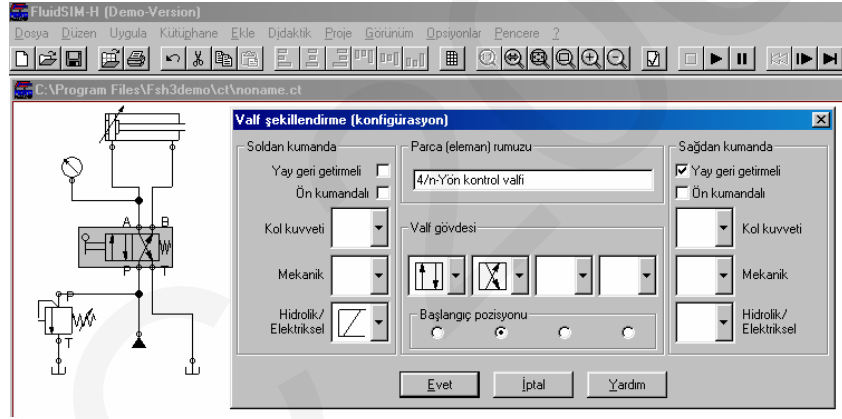 FluidSIM-H (Demo-Version)
Dosya Düzen Uygula Kütüphane Ekle Didaktik Proje Görünüm Opsiyonlar Pencere ?
C:\Program Files\Fsh3demo\ct\noname.ct
Valf şekillendirme (konfigürasyon)
Soldan kumanda
Yay geri getirmeli
Ön kumandalı
Kol kuvveti
Mekanik
Hidrolik/
Elektriksel
Parca (eleman) rumuzu
4/n-Yön kontrol valfi
Valf gövdesi
Başlangıç pozisyonu
Sağdan kumanda
Yay geri getirmeli
Ön kumandalı
Kol kuvveti
Mekanik
Hidrolik/
Elektriksel
Evet İptal Yardım
A B
P T
P
T